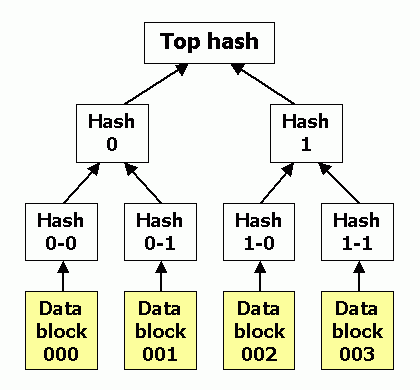 Top hash
Hash
0
Hash
1
Hash
0-0
Hash
0-1
Hash
1-0
Hash
1-1
Data
block
000
Data
block
001
Data
block
002
Data
block
003